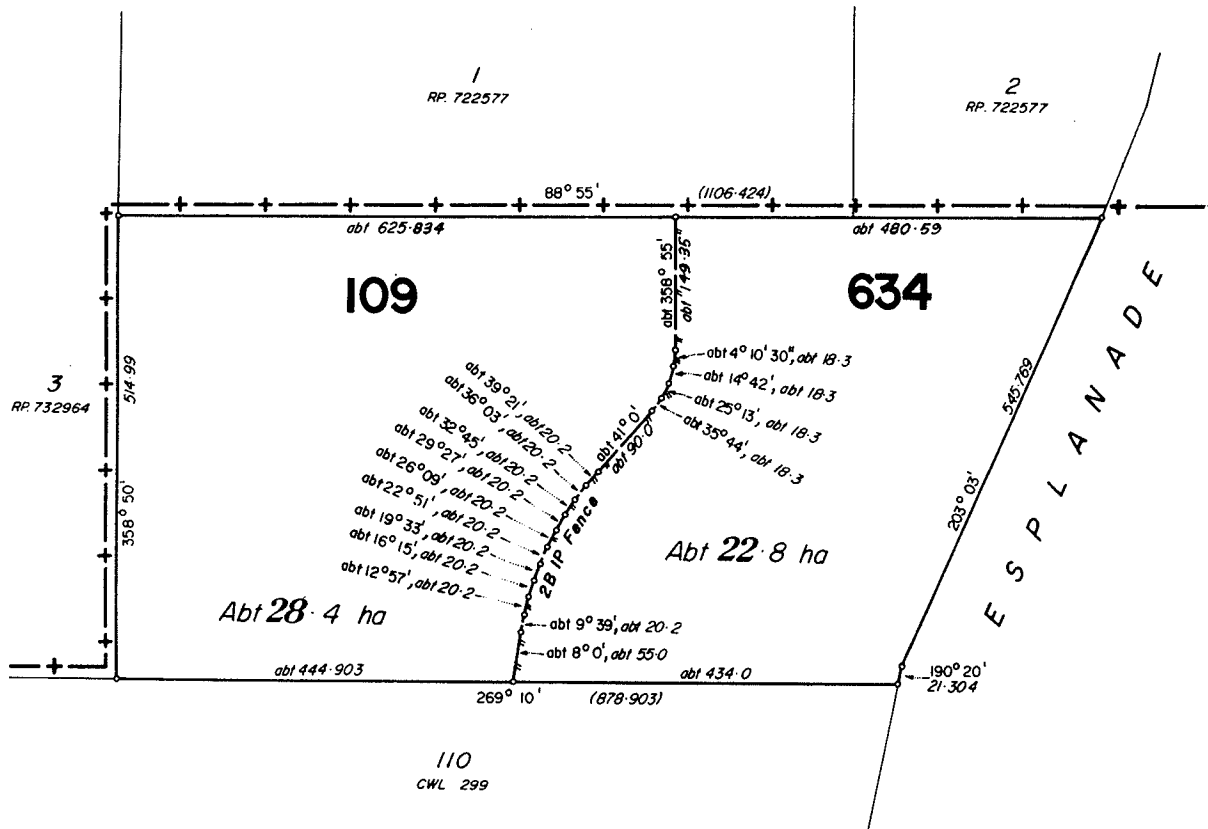 1
RP. 722577
2
RP. 722577
88° 55'
(1106·424)
abt 625·834
abt 480·59
109
634
abt 358° 55'
abt "149·35"
3
RP. 732964
514·99
358° 50'
abt 4° 10' 30", abt 18·3
abt 14° 42', abt 18·3
abt 25° 13', abt 18·3
abt 35° 44', abt 18·3
abt 41° 0'
abt 90·0
abt 39° 21', abt 20·2
abt 36° 03', abt 20·2
abt 32° 45', abt 20·2
abt 29° 27', abt 20·2
abt 26° 09', abt 20·2
abt 22° 51', abt 20·2
abt 19° 33', abt 20·2
abt 16° 15', abt 20·2
abt 12° 57', abt 20·2
2B IP Fence
545·769
203° 03'
ESPLANADE
Abt 22·8 ha
Abt 28·4 ha
abt 9° 39', abt 20·2
abt 8° 0', abt 55·0
abt 444·903
abt 434·0
190° 20'
21·304
269° 10'
(878·903)
110
CWL 299